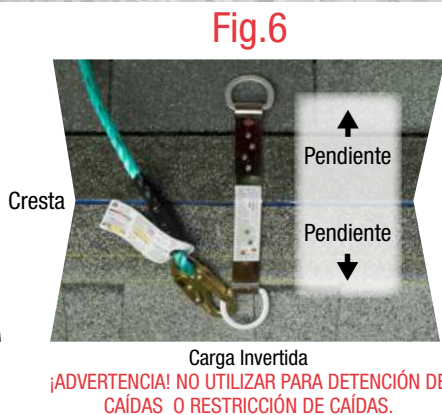 Fig.6
Pendiente
Cresta
Pendiente
Carga Invertida
¡ADVERTENCIA! NO UTILIZAR PARA DETENCIÓN DE
CAÍDAS O RESTRICCIÓN DE CAÍDAS.